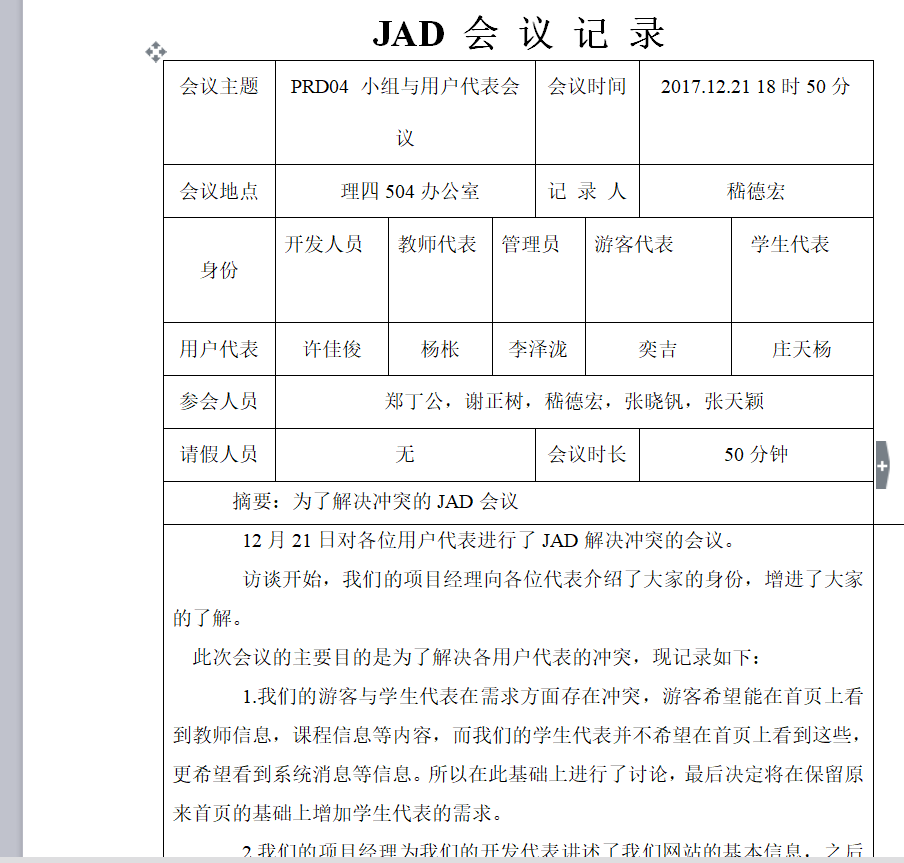 JAD 会 议 记 录
会议主题 PRD04 小组与用户代表会 会议时间 2017.12.21 18 时 50 分
议
会议地点 理四 504 办公室 记 录 人 嵇德宏
开发人员 教师代表 管理员 游客代表 学生代表
身份
用户代表 许佳俊 杨枨 李泽泷 奕吉 庄天杨
参会人员 郑丁公，谢正树，嵇德宏，张晓钒，张天颖
请假人员 无 会议时长 50 分钟
摘要：为了解决冲突的 JAD 会议
12 月 21 日对各位用户代表进行了 JAD 解决冲突的会议。
访谈开始，我们的项目经理向各位代表介绍了大家的身份，增进了大家
的了解。
此次会议的主要目的是为了解决各用户代表的冲突，现记录如下：
1.我们的游客与学生代表在需求方面存在冲突，游客希望能在首页上看
到教师信息，课程信息等内容，而我们的学生代表并不希望在首页上看到这些，
更希望看到系统消息等信息。所以在此基础上进行了讨论，最后决定将在保留原
来首页的基础上增加学生代表的需求。
2.我们的项目经理为我们的开发代表讲述了我们网站的基本信息，之后